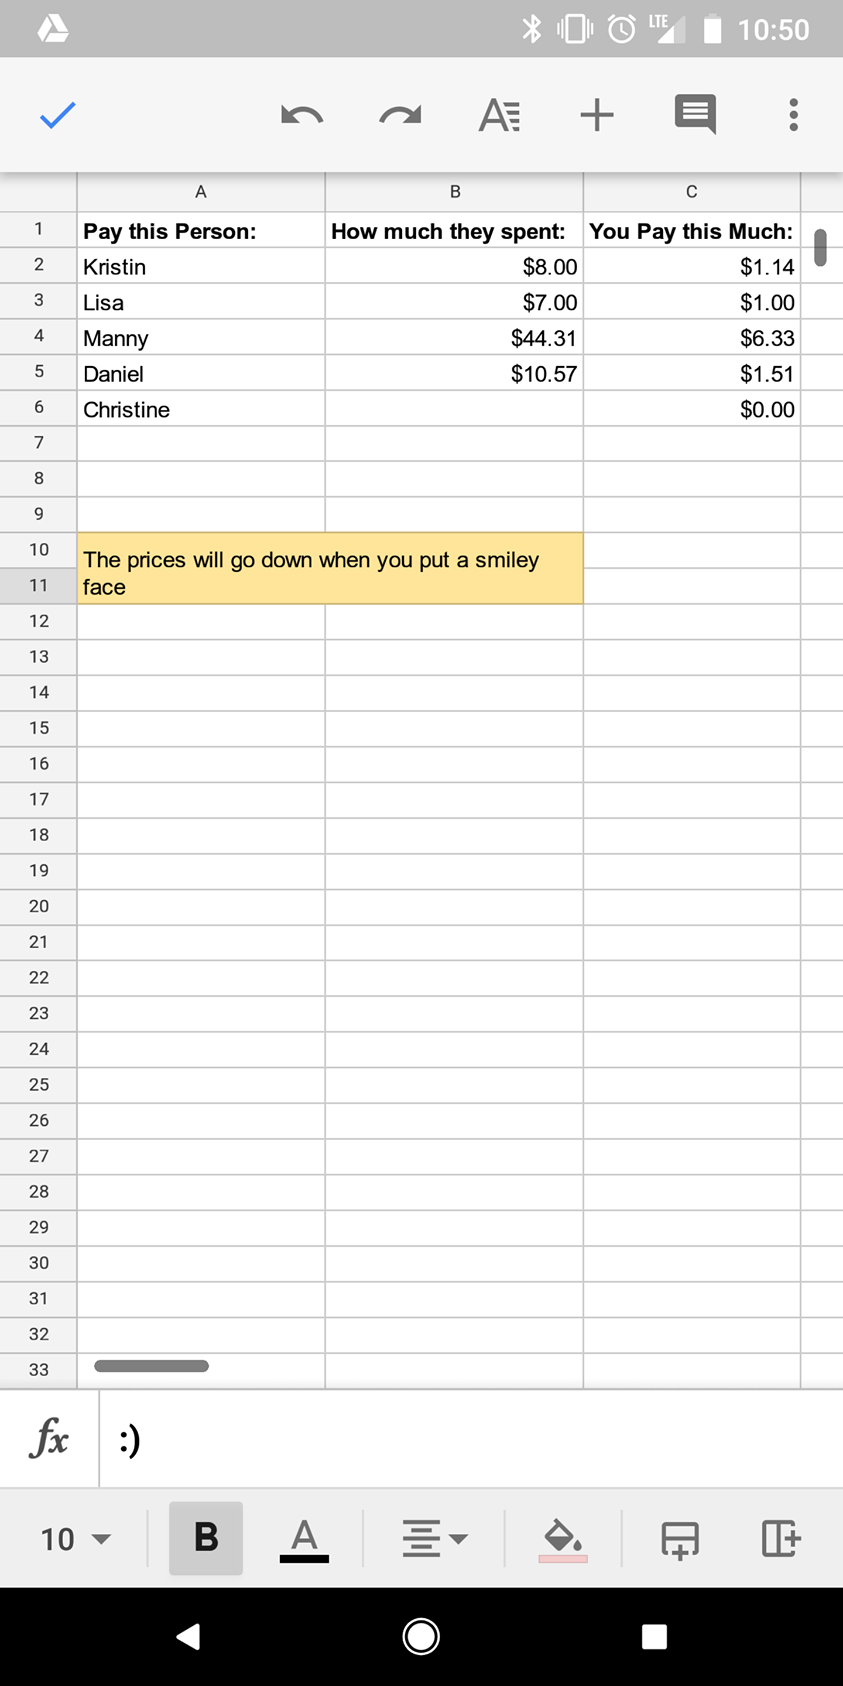 LTE 10:50
A B C
1 Pay this Person: How much they spent: You Pay this Much:
2 Kristin $8.00 $1.14
3 Lisa $7.00 $1.00
4 Manny $44.31 $6.33
5 Daniel $10.57 $1.51
6 Christine $0.00
7
8
9
10 The prices will go down when you put a smiley
11 face
12
13
14
15
16
17
18
19
20
21
22
23
24
25
26
27
28
29
30
31
32
33
fx :)
10 B A